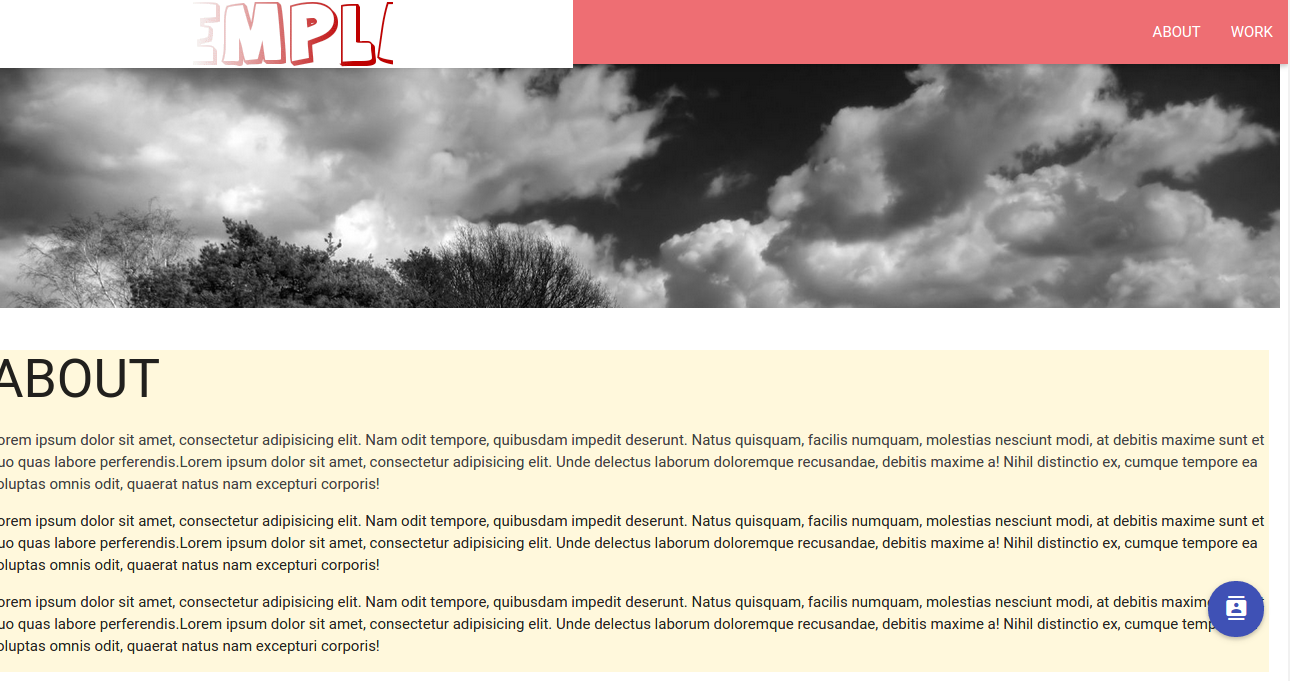 EMPL
ABOUT WORK
ABOUT
orem ipsum dolor sit amet, consectetur adipisicing elit. Nam odit tempore, quibusdam impedit deserunt. Natus quisquam, facilis numquam, molestias nesciunt modi, at debitis maxime sunt et
uo quas labore perferendis.Lorem ipsum dolor sit amet, consectetur adipisicing elit. Unde delectus laborum doloremque recusandae, debitis maxime a! Nihil distinctio ex, cumque tempore ea
oluptas omnis odit, quaerat natus nam excepturi corporis!
orem ipsum dolor sit amet, consectetur adipisicing elit. Nam odit tempore, quibusdam impedit deserunt. Natus quisquam, facilis numquam, molestias nesciunt modi, at debitis maxime sunt et
uo quas labore perferendis.Lorem ipsum dolor sit amet, consectetur adipisicing elit. Unde delectus laborum doloremque recusandae, debitis maxime a! Nihil distinctio ex, cumque tempore ea
oluptas omnis odit, quaerat natus nam excepturi corporis!
orem ipsum dolor sit amet, consectetur adipisicing elit. Nam odit tempore, quibusdam impedit deserunt. Natus quisquam, facilis numquam, molestias nesciunt modi, at debitis maxim
uo quas labore perferendis.Lorem ipsum dolor sit amet, consectetur adipisicing elit. Unde delectus laborum doloremque recusandae, debitis maxime a! Nihil distinctio ex, cumque temp
oluptas omnis odit, quaerat natus nam excepturi corporis!